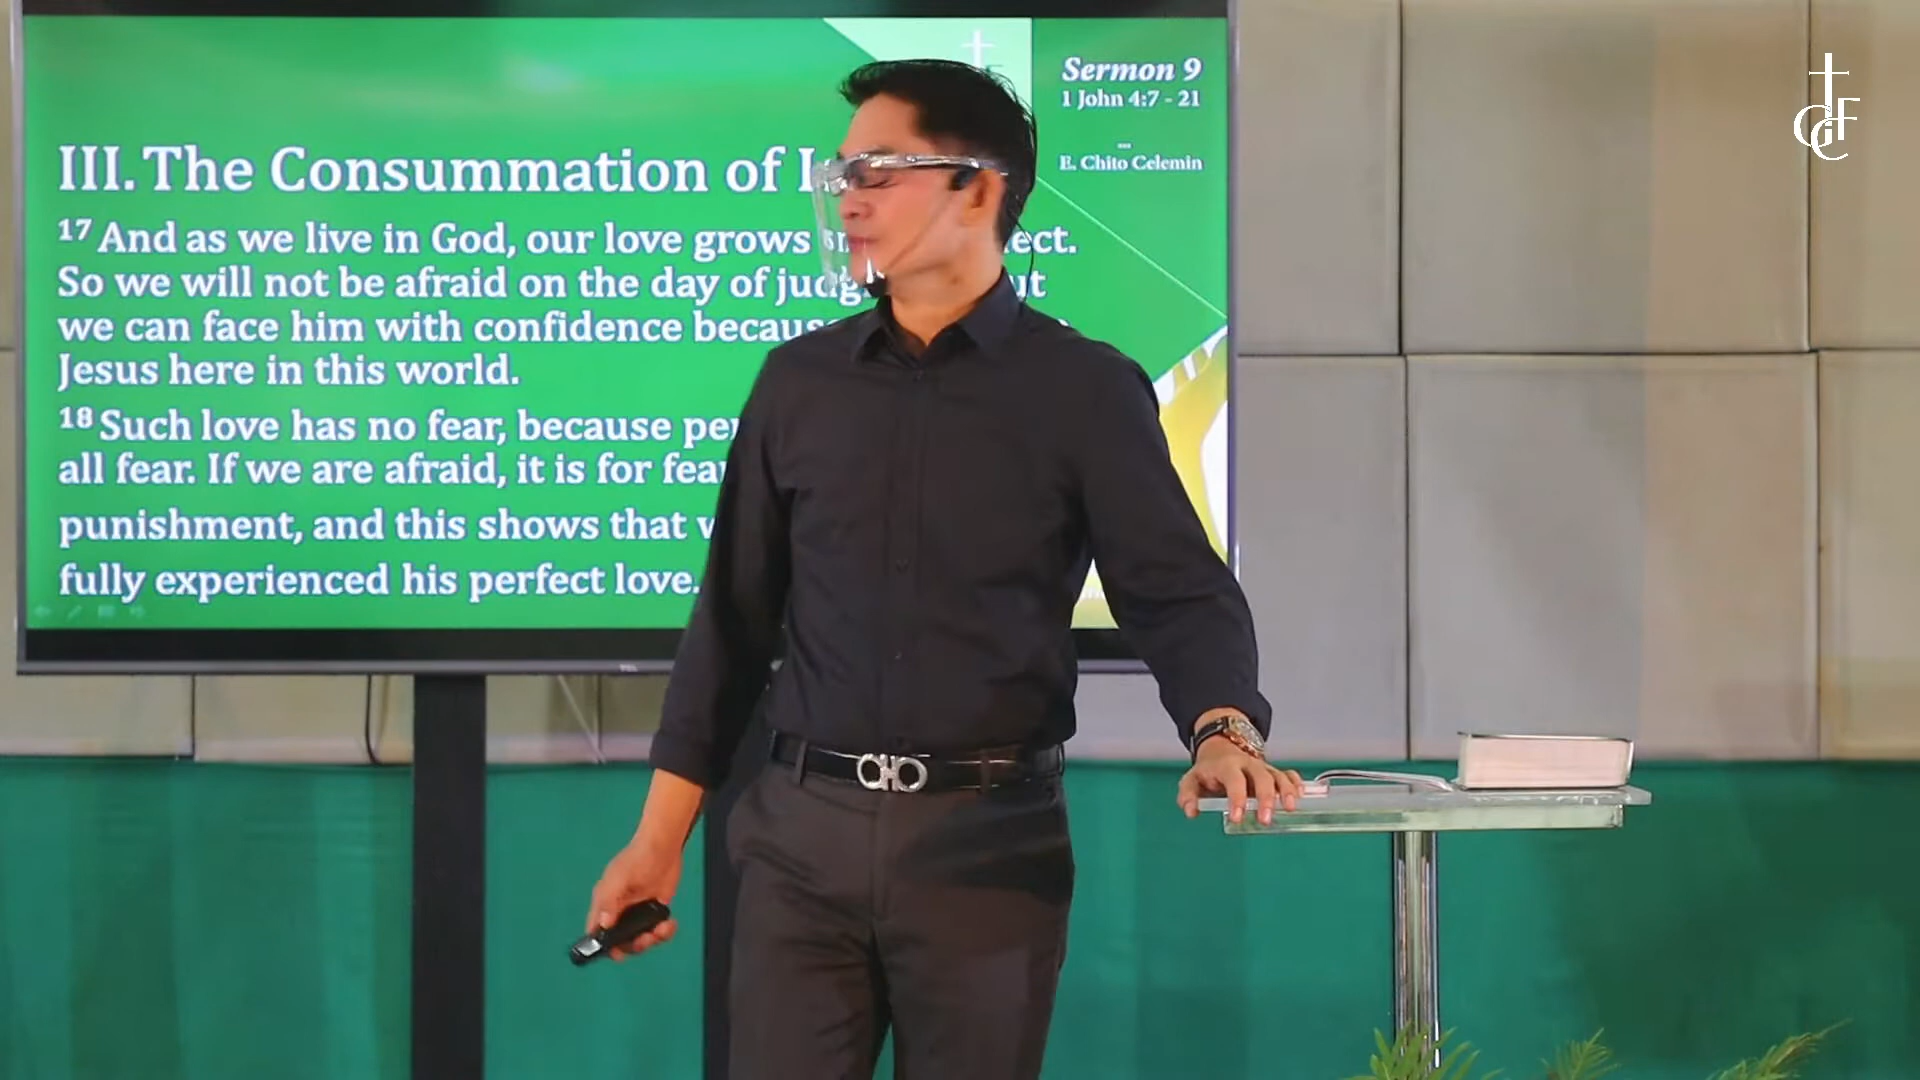 Sermon 9
1 John 4:7 - 21
E. Chito Celemin
III. The Consummation of
17 And as we live in God, our love grows
So we will not be afraid on the day of
we can face him with confidence
Jesus here in this world.
18 Such love has no fear, because
all fear. If we are afraid, it is for
punishment, and this shows that
fully experienced his perfect love.